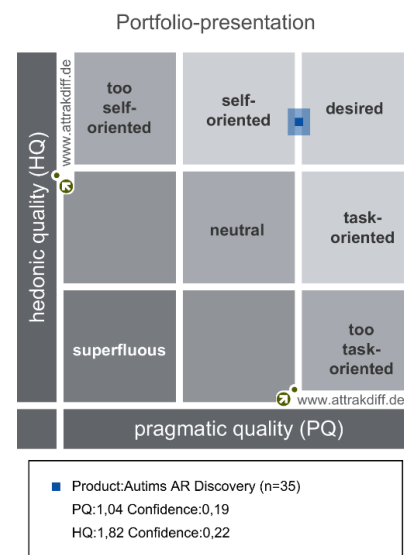 Portfolio-presentation
hedonic quality (HQ)
www.attrakdiff.de
too
self-
oriented
self-
oriented
desired
neutral
task-
oriented
superfluous
too
task-
oriented
www.attrakdiff.de
pragmatic quality (PQ)
Product:Autims AR Discovery (n=35)
PQ:1,04 Confidence:0,19
HQ:1,82 Confidence:0,22